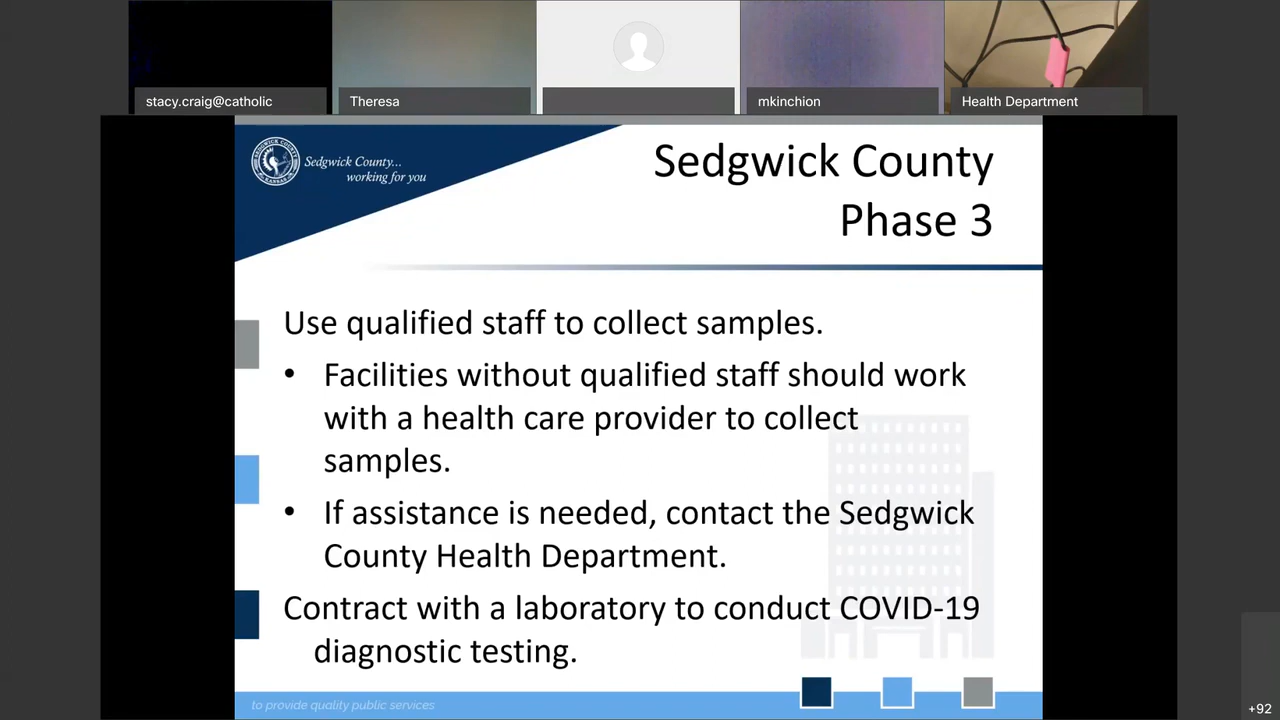 stacy.craig@catholic
Theresa
mkinchion
Health Department
Sedgwick County...
working for you
Sedgwick County
Phase 3
Use qualified staff to collect samples.
• Facilities without qualified staff should work
with a health care provider to collect
samples.
• If assistance is needed, contact the Sedgwick
County Health Department.
Contract with a laboratory to conduct COVID-19
diagnostic testing.
to provide quality public services
+92